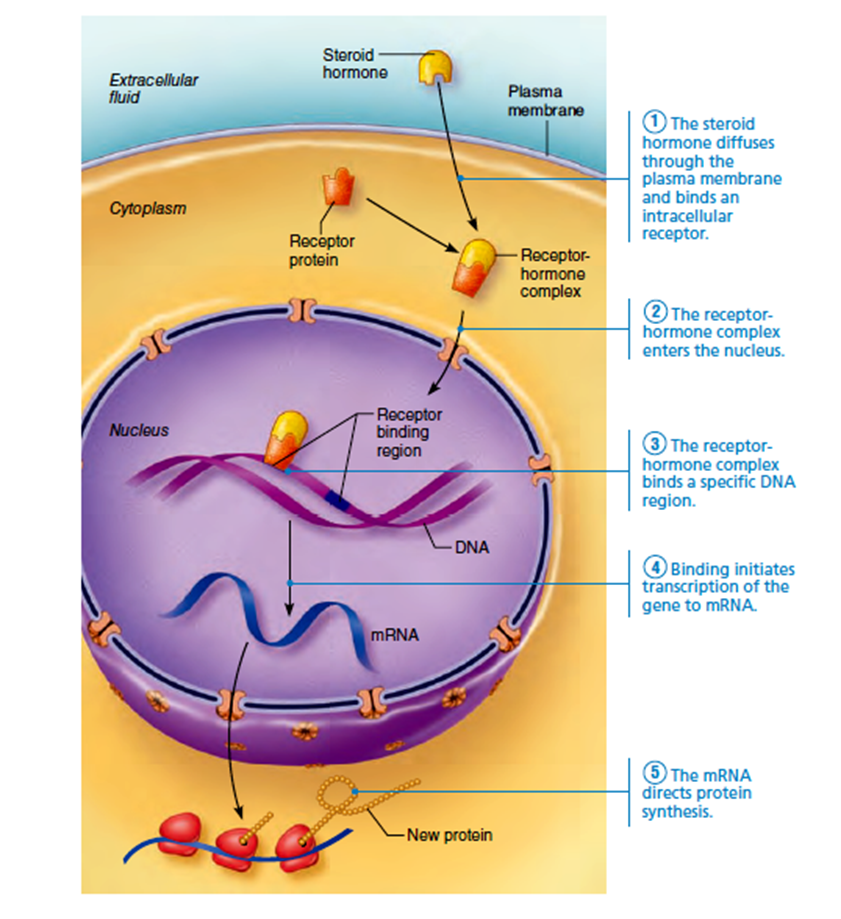 Steroid
hormone
Extracellular
fluid
Plasma
membrane
① The steroid
hormone diffuses
through the
plasma membrane
and binds an
intracellular
receptor.
Cytoplasm
Receptor
protein
Receptor-
hormone
complex
② The receptor-
hormone complex
enters the nucleus.
Nucleus
Receptor
binding
region
③ The receptor-
hormone complex
binds a specific DNA
region.
DNA
④ Binding initiates
transcription of the
gene to mRNA.
mRNA
⑤ The mRNA
directs protein
synthesis.
New protein